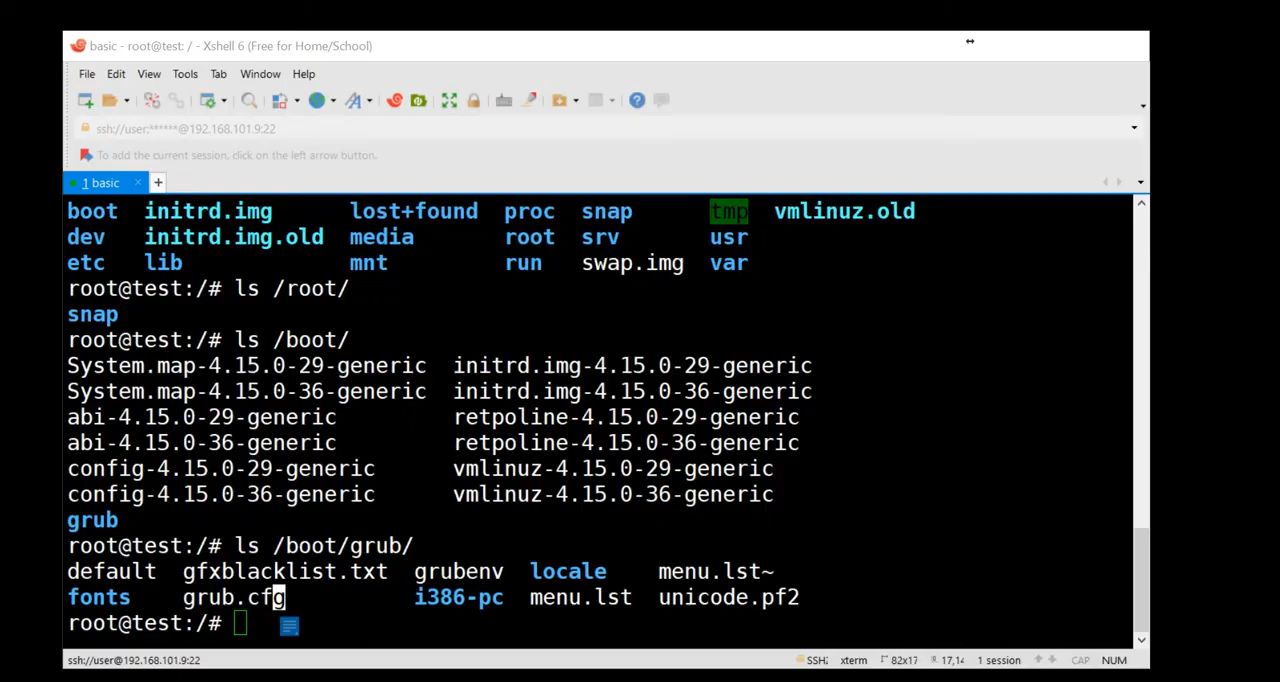 basic - root@test: / - Xshell 6 (Free for Home/School)
File Edit View Tools Tab Window Help
ssh://user:******@192.168.101.9:22
To add the current session, click on the left arrow button.
1 basic × +
boot initrd.img lost+found proc snap tmp vmlinuz.old
dev initrd.img.old media root srv usr
etc lib mnt run swap.img var
root@test:/# ls /root/
snap
root@test:/# ls /boot/
System.map-4.15.0-29-generic initrd.img-4.15.0-29-generic
System.map-4.15.0-36-generic initrd.img-4.15.0-36-generic
abi-4.15.0-29-generic retpoline-4.15.0-29-generic
abi-4.15.0-36-generic retpoline-4.15.0-36-generic
config-4.15.0-29-generic vmlinuz-4.15.0-29-generic
config-4.15.0-36-generic vmlinuz-4.15.0-36-generic
grub
root@test:/# ls /boot/grub/
default gfxblacklist.txt grubenv locale menu.lst~
fonts grub.cfg i386-pc menu.lst unicode.pf2
root@test:/#
ssh://user@192.168.101.9:22 SSH2 xterm 82x17 17,14 1 session CAP NUM